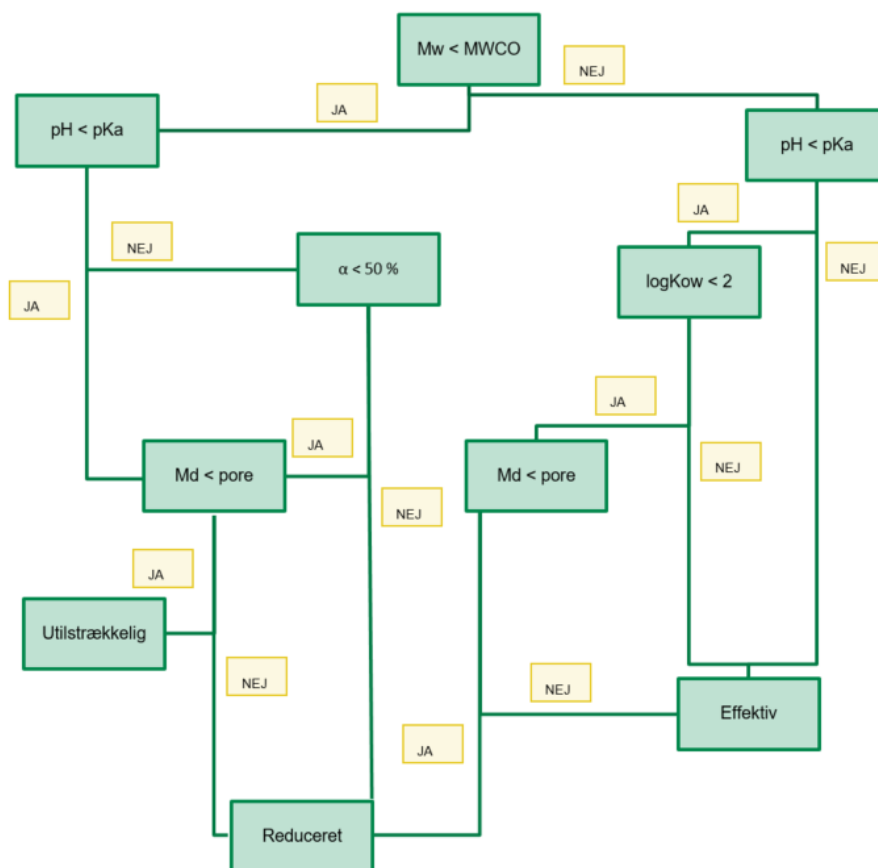 Mw < MWCO
NEJ
JA
pH < pKa
pH < pKa
JA
NEJ
α < 50 %
NEJ
logKow < 2
JA
JA
Md < pore
JA
Md < pore
NEJ
NEJ
JA
Utilstrækkelig
NEJ
NEJ
Effektiv
JA
Reduceret